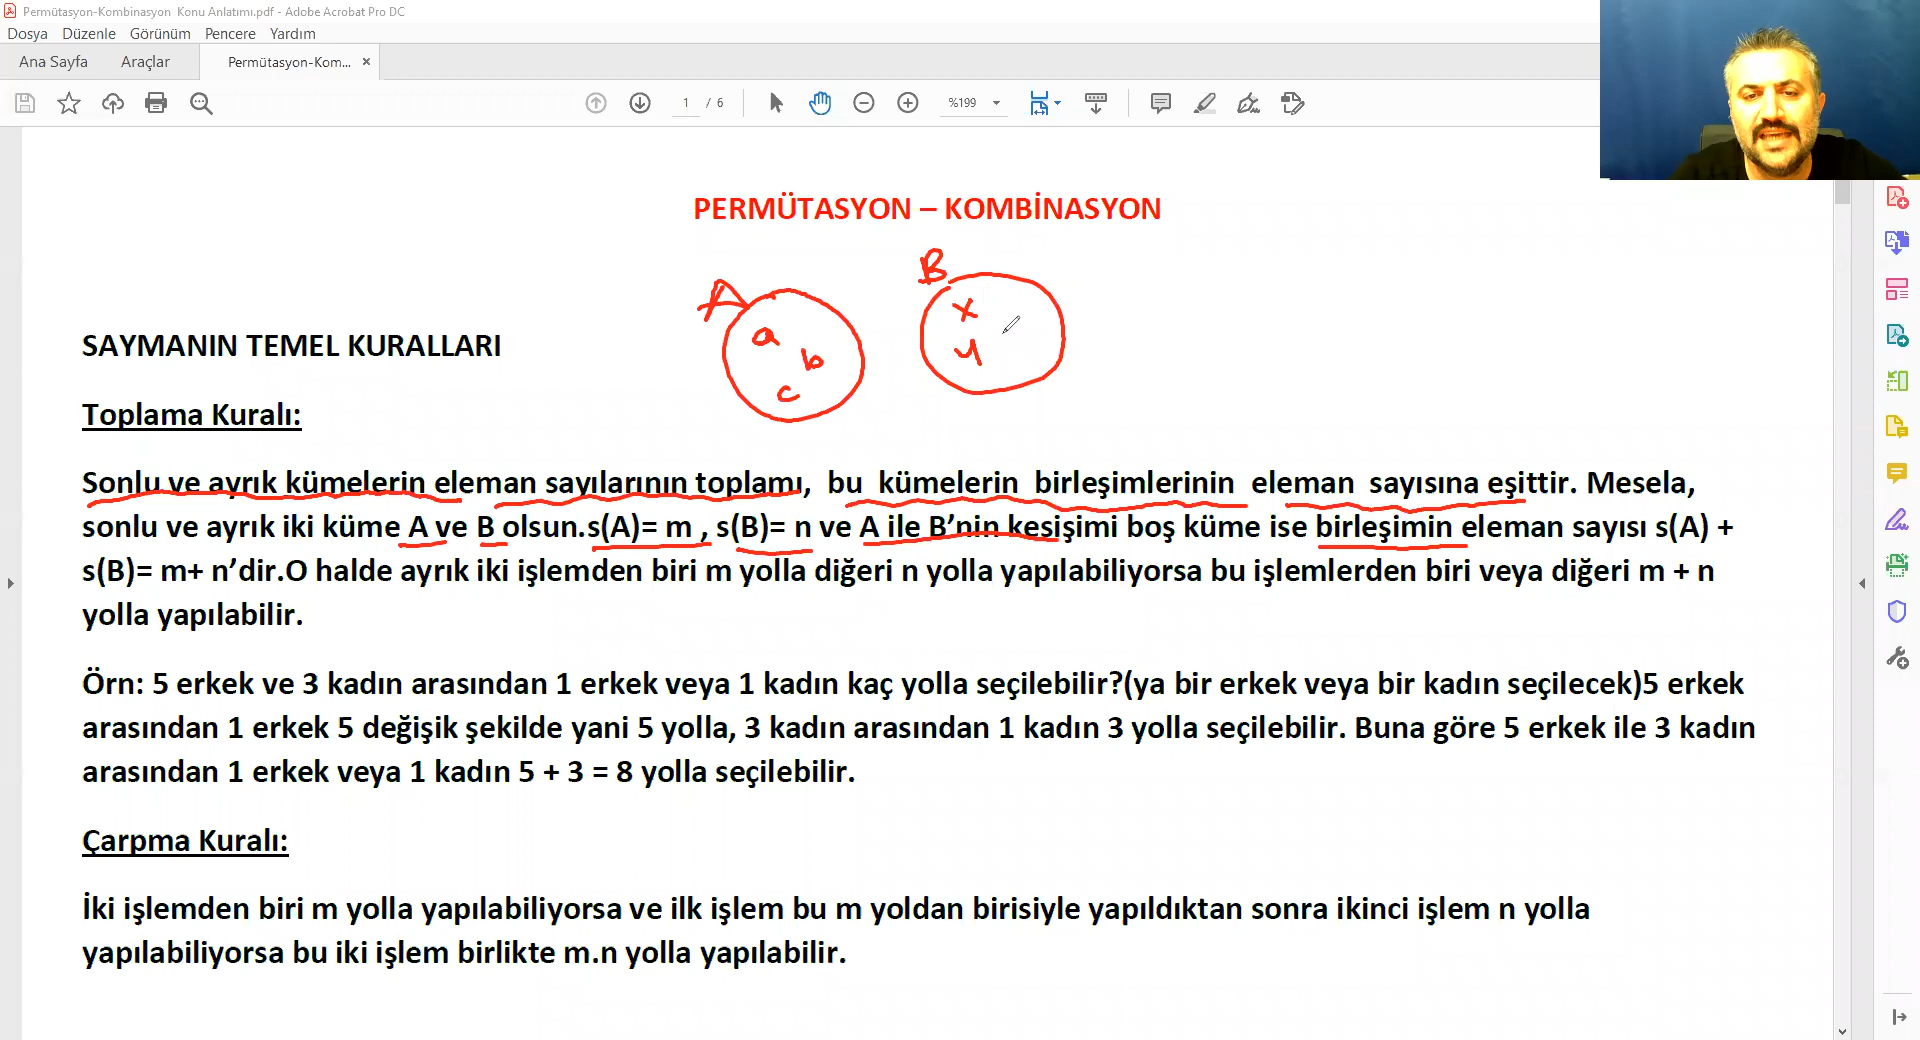 Permütasyon-Kombinasyon Konu Anlatımı.pdf - Adobe Acrobat Pro DC
Dosya Düzenle Görünüm Pencere Yardım
Ana Sayfa Araçlar Permütasyon-Kom... ×
1 / 6 %199
PERMÜTASYON – KOMBİNASYON
A B
a b c x y
SAYMANIN TEMEL KURALLARI
Toplama Kuralı:
Sonlu ve ayrık kümelerin eleman sayılarının toplamı, bu kümelerin birleşimlerinin eleman sayısına eşittir. Mesela,
sonlu ve ayrık iki küme A ve B olsun.s(A)= m , s(B)= n ve A ile B’nin kesişimi boş küme ise birleşimin eleman sayısı s(A) +
s(B)= m+ n’dir.O halde ayrık iki işlemden biri m yolla diğeri n yolla yapılabiliyorsa bu işlemlerden biri veya diğeri m + n
yolla yapılabilir.
Örn: 5 erkek ve 3 kadın arasından 1 erkek veya 1 kadın kaç yolla seçilebilir?(ya bir erkek veya bir kadın seçilecek)5 erkek
arasından 1 erkek 5 değişik şekilde yani 5 yolla, 3 kadın arasından 1 kadın 3 yolla seçilebilir. Buna göre 5 erkek ile 3 kadın
arasından 1 erkek veya 1 kadın 5 + 3 = 8 yolla seçilebilir.
Çarpma Kuralı:
İki işlemden biri m yolla yapılabiliyorsa ve ilk işlem bu m yoldan birisiyle yapıldıktan sonra ikinci işlem n yolla
yapılabiliyorsa bu iki işlem birlikte m.n yolla yapılabilir.